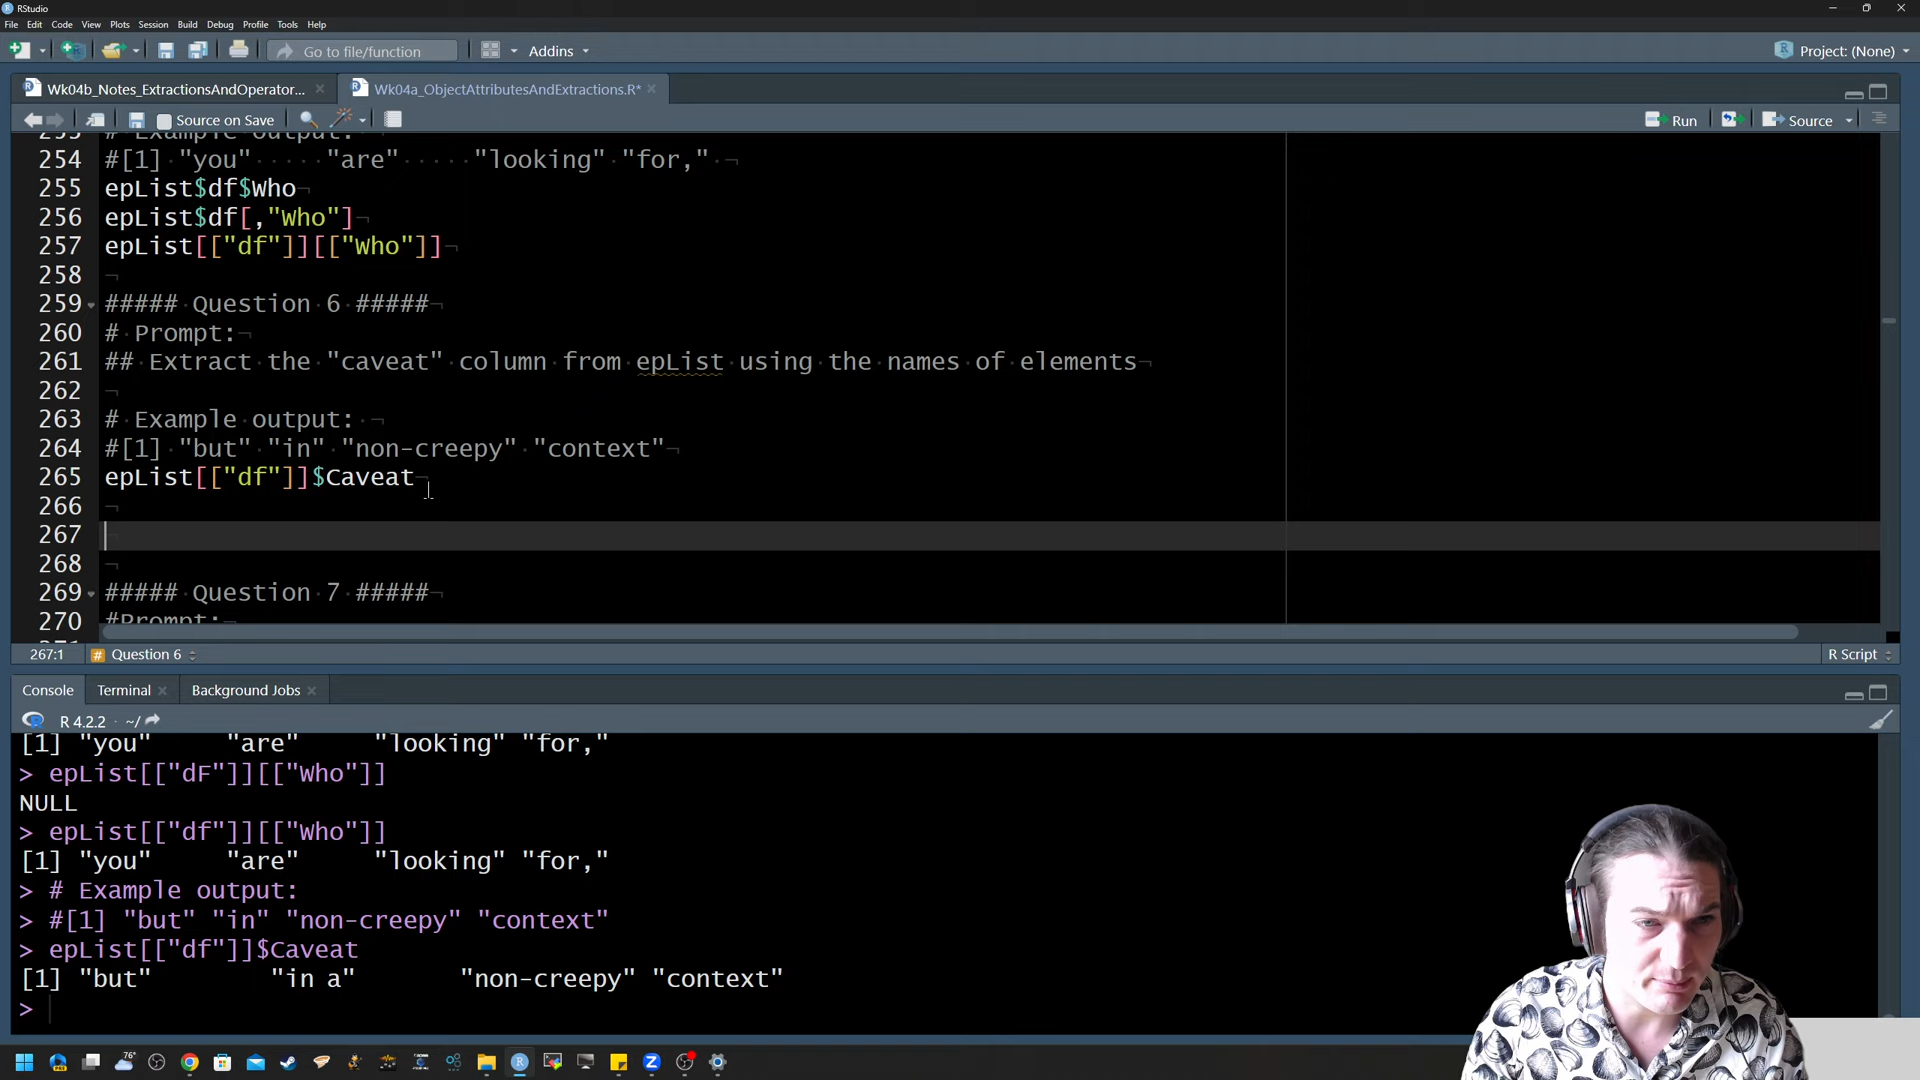 RStudio
File Edit Code View Plots Session Build Debug Profile Tools Help
Go to file/function Addins Project: (None)
Wk04b_Notes_ExtractionsAndOperator... Wk04a_ObjectAttributesAndExtractions.R*
Source on Save Run Source
253 # Example output:
254 #[1] "you"     "are"     "looking" "for,"
255 epList$df$Who
256 epList$df[,"Who"]
257 epList[["df"]][["Who"]]
258
259 ##### Question 6 #####
260 # Prompt:
261 ## Extract the "caveat" column from epList using the names of elements
262
263 # Example output:
264 #[1] "but" "in" "non-creepy" "context"
265 epList[["df"]]$Caveat
266
267
268
269 ##### Question 7 #####
270 #Prompt:
267:1 Question 6 R Script
Console Terminal Background Jobs
R 4.2.2 · ~/
[1] "you"     "are"     "looking" "for,"
> epList[["dF"]][["Who"]]
NULL
> epList[["df"]][["Who"]]
[1] "you"     "are"     "looking" "for,"
> # Example output:
> #[1] "but" "in" "non-creepy" "context"
> epList[["df"]]$Caveat
[1] "but"        "in a"       "non-creepy" "context"
>
76°